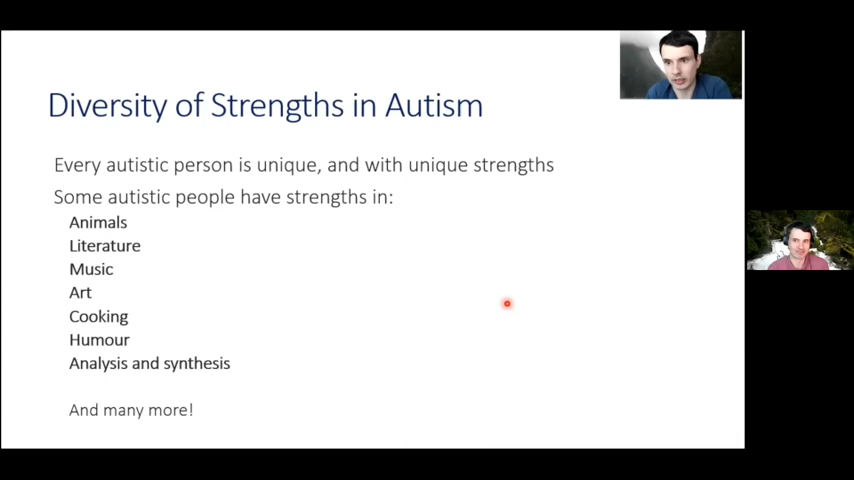 Diversity of Strengths in Autism
Every autistic person is unique, and with unique strengths
Some autistic people have strengths in:
Animals
Literature
Music
Art
Cooking
Humour
Analysis and synthesis
And many more!